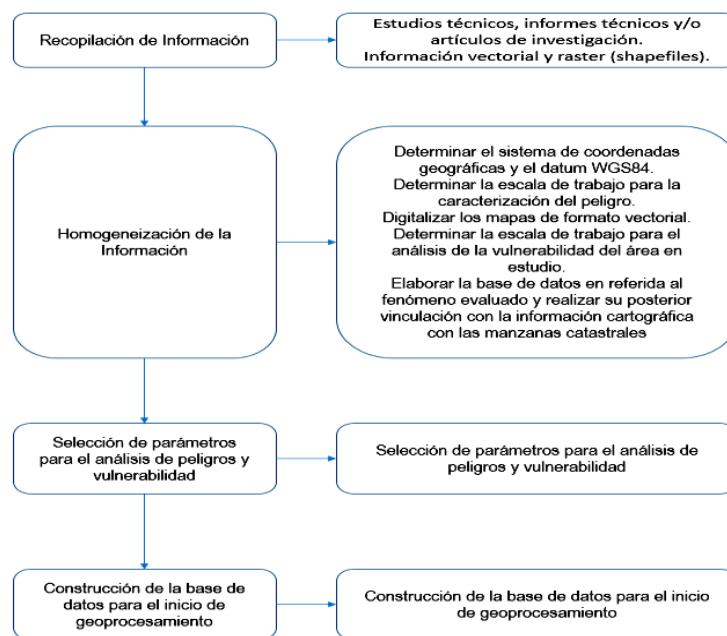 Recopilación de Información
Estudios técnicos, informes técnicos y/o
artículos de investigación.
Información vectorial y raster (shapefiles).
Homogeneización de la
Información
Determinar el sistema de coordenadas
geográficas y el datum WGS84.
Determinar la escala de trabajo para la
caracterización del peligro.
Digitalizar los mapas de formato vectorial.
Determinar la escala de trabajo para el
análisis de la vulnerabilidad del área en
estudio.
Elaborar la base de datos en referida al
fenómeno evaluado y realizar su posterior
vinculación con la información cartográfica
con las manzanas catastrales
Selección de parámetros
para el análisis de peligros y
vulnerabilidad
Selección de parámetros para el análisis de
peligros y vulnerabilidad
Construcción de la base de
datos para el inicio de
geoprocesamiento
Construcción de la base de datos para el inicio
de geoprocesamiento